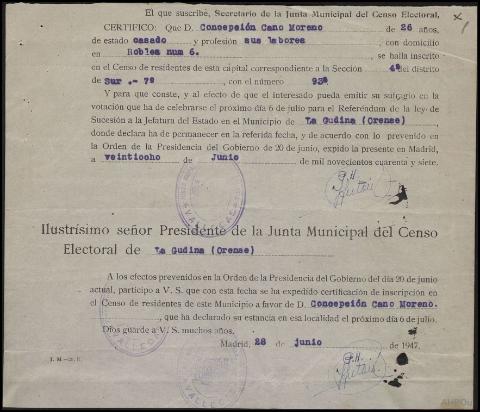 El que suscribe, Secretario de la Junta Municipal del Censo Electoral,
CERTIFICO: Que D. Concepeión Cano Moreno de 26 años,
de estado casado y profesión sus labores, con domicilio
en Robles num 6. se halla inscrito
en el Censo de residentes de esta capital correspondiente a la Sección 4ª del distrito
de Sur .- 7º, con el número 93º
Y para que conste, y al efecto de que el interesado pueda emitir su sufragio en la
votación que ha de celebrarse el próximo día 6 de julio para el Referéndum de la ley de
Sucesión a la Jefatura del Estado en el Municipio de La Gudina (Orense)
donde declara ha de permanecer en la referida fecha, y de acuerdo con lo prevenido en
la Orden de la Presidencia del Gobierno de 20 de junio, expido la presente en Madrid,
a veintiocho de Junio de mil novecientos cuarenta y siete.
P.H.
VALLECAS
Ilustrísimo señor Presidente de la Junta Municipal del Censo
Electoral de La Gudina (Orense)
A los efectos prevenidos en la Orden de la Presidencia del Gobierno del día 20 de junio
actual, participo a V. S. que con esta fecha se ha expedido certificación de inscripción en
el Censo de residentes de este Municipio a favor de D. Concepeión Cano Moreno.
, que ha declarado su estancia en esa localidad el próximo día 6 de julio.
Dios guarde a V. S. muchos años.
Madrid, 28 de junio de 1947.
P.H.
VALLECAS
AHPOu